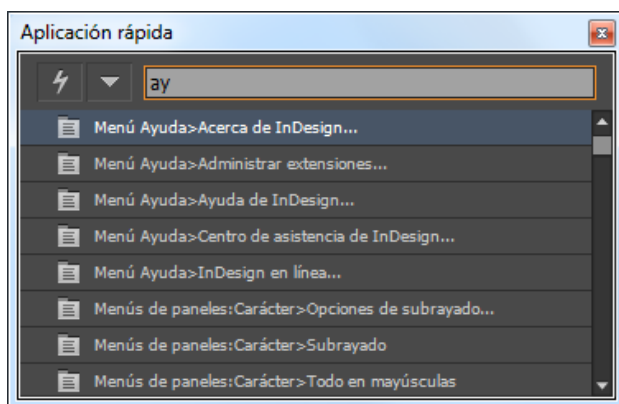 Aplicación rápida
ay
Menú Ayuda>Acerca de InDesign...
Menú Ayuda>Administrar extensiones...
Menú Ayuda>Ayuda de InDesign...
Menú Ayuda>Centro de asistencia de InDesign...
Menú Ayuda>InDesign en línea...
Menús de paneles:Carácter>Opciones de subrayado...
Menús de paneles:Carácter>Subrayado
Menús de paneles:Carácter>Todo en mayúsculas